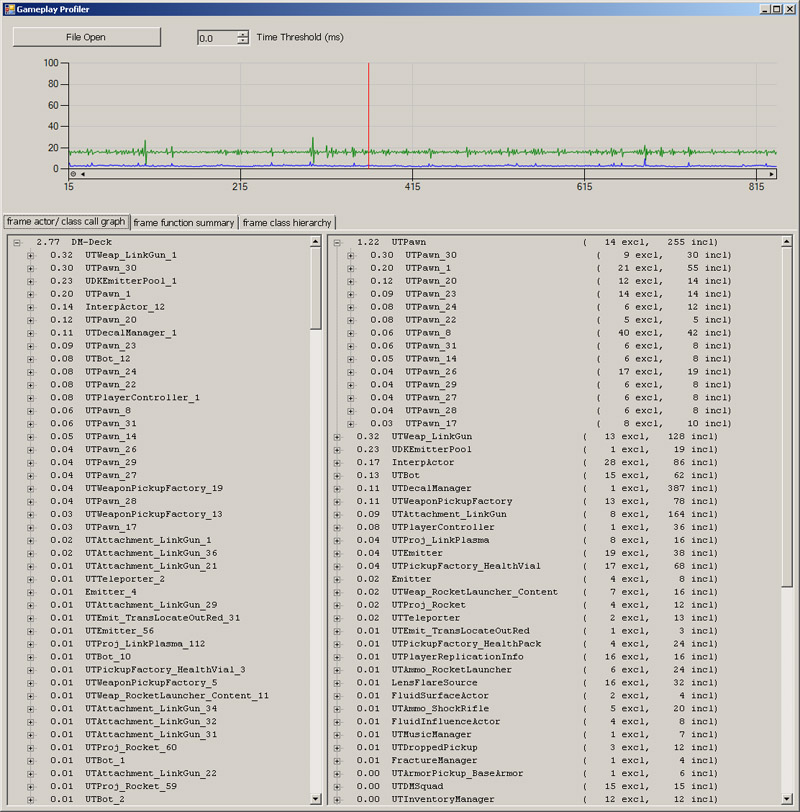 Gameplay Profiler
File Open
0.0
Time Threshold (ms)
100
80
60
40
20
0
15 215 415 615 815
frame actor/ class call graph
frame function summary
frame class hierarchy
2.77 DM-Deck
0.32 UTWeap_LinkGun_1
0.30 UTPawn_30
0.23 UDKEmitterPool_1
0.20 UTPawn_1
0.14 InterpActor_12
0.12 UTPawn_20
0.11 UTDecalManager_1
0.09 UTPawn_23
0.08 UTBot_12
0.08 UTPawn_24
0.08 UTPawn_22
0.08 UTPlayerController_1
0.06 UTPawn_8
0.06 UTPawn_31
0.05 UTPawn_14
0.04 UTPawn_26
0.04 UTPawn_29
0.04 UTPawn_27
0.04 UTWeaponPickupFactory_19
0.04 UTPawn_28
0.03 UTWeaponPickupFactory_13
0.03 UTPawn_17
0.02 UTAttachment_LinkGun_1
0.02 UTAttachment_LinkGun_36
0.01 UTAttachment_LinkGun_21
0.01 UTTeleporter_2
0.01 Emitter_4
0.01 UTAttachment_LinkGun_29
0.01 UTEmit_TransLocateOutRed_31
0.01 UTEmitter_56
0.01 UTProj_LinkPlasma_112
0.01 UTBot_10
0.01 UTPickupFactory_HealthVial_3
0.01 UTWeaponPickupFactory_5
0.01 UTWeap_RocketLauncher_Content_11
0.01 UTAttachment_LinkGun_34
0.01 UTAttachment_LinkGun_32
0.01 UTAttachment_LinkGun_31
0.01 UTProj_Rocket_60
0.01 UTBot_1
0.01 UTAttachment_LinkGun_22
0.01 UTProj_Rocket_59
0.01 UTBot_2
1.22 UTPawn ( 14 excl, 255 incl)
0.30 UTPawn_30 ( 9 excl, 30 incl)
0.20 UTPawn_1 ( 21 excl, 55 incl)
0.12 UTPawn_20 ( 12 excl, 14 incl)
0.09 UTPawn_23 ( 14 excl, 14 incl)
0.08 UTPawn_24 ( 6 excl, 12 incl)
0.08 UTPawn_22 ( 5 excl, 5 incl)
0.06 UTPawn_8 ( 40 excl, 42 incl)
0.06 UTPawn_31 ( 6 excl, 8 incl)
0.05 UTPawn_14 ( 6 excl, 8 incl)
0.04 UTPawn_26 ( 17 excl, 19 incl)
0.04 UTPawn_29 ( 6 excl, 8 incl)
0.04 UTPawn_27 ( 6 excl, 8 incl)
0.04 UTPawn_28 ( 6 excl, 8 incl)
0.03 UTPawn_17 ( 8 excl, 10 incl)
0.32 UTWeap_LinkGun ( 13 excl, 128 incl)
0.23 UDKEmitterPool ( 1 excl, 19 incl)
0.17 InterpActor ( 28 excl, 86 incl)
0.13 UTBot ( 15 excl, 62 incl)
0.11 UTDecalManager ( 1 excl, 387 incl)
0.11 UTWeaponPickupFactory ( 13 excl, 78 incl)
0.09 UTAttachment_LinkGun ( 8 excl, 164 incl)
0.08 UTPlayerController ( 1 excl, 36 incl)
0.04 UTProj_LinkPlasma ( 8 excl, 16 incl)
0.04 UTEmitter ( 19 excl, 38 incl)
0.04 UTPickupFactory_HealthVial ( 17 excl, 68 incl)
0.02 Emitter ( 4 excl, 8 incl)
0.02 UTWeap_RocketLauncher_Content ( 7 excl, 16 incl)
0.02 UTProj_Rocket ( 4 excl, 12 incl)
0.02 UTTeleporter ( 2 excl, 13 incl)
0.01 UTEmit_TransLocateOutRed ( 1 excl, 3 incl)
0.01 UTPickupFactory_HealthPack ( 4 excl, 24 incl)
0.01 UTPlayerReplicationInfo ( 16 excl, 16 incl)
0.01 UTAmmo_RocketLauncher ( 6 excl, 24 incl)
0.01 LensFlareSource ( 16 excl, 32 incl)
0.01 FluidSurfaceActor ( 2 excl, 4 incl)
0.01 UTAmmo_ShockRifle ( 5 excl, 20 incl)
0.01 FluidInfluenceActor ( 4 excl, 8 incl)
0.01 UTMusicManager ( 1 excl, 7 incl)
0.01 UTDroppedPickup ( 3 excl, 12 incl)
0.01 FractureManager ( 1 excl, 4 incl)
0.00 UTArmorPickup_BaseArmor ( 1 excl, 6 incl)
0.00 UTDMSquad ( 15 excl, 15 incl)
0.00 UTInventoryManager ( 12 excl, 12 incl)